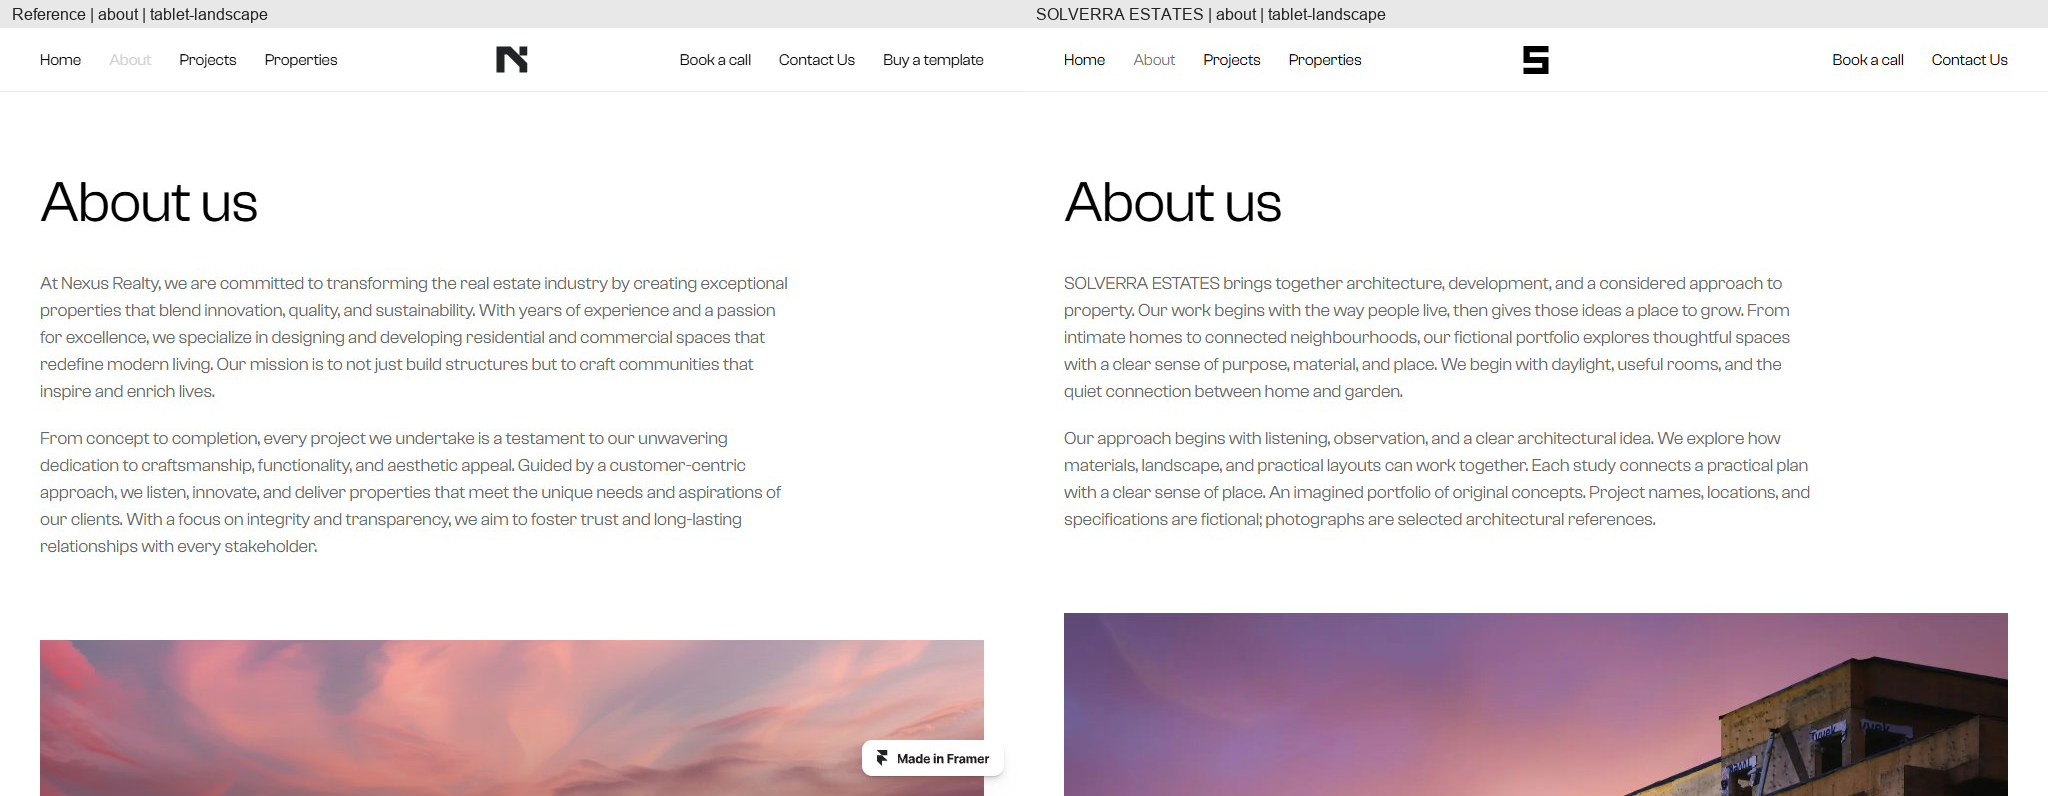 Reference | about | tablet-landscape
Home About Projects Properties
Book a call Contact Us Buy a template
About us
At Nexus Realty, we are committed to transforming the real estate industry by creating exceptional
properties that blend innovation, quality, and sustainability. With years of experience and a passion
for excellence, we specialize in designing and developing residential and commercial spaces that
redefine modern living. Our mission is to not just build structures but to craft communities that
inspire and enrich lives.
From concept to completion, every project we undertake is a testament to our unwavering
dedication to craftsmanship, functionality, and aesthetic appeal. Guided by a customer-centric
approach, we listen, innovate, and deliver properties that meet the unique needs and aspirations of
our clients. With a focus on integrity and transparency, we aim to foster trust and long-lasting
relationships with every stakeholder.
Made in Framer
SOLVERRA ESTATES | about | tablet-landscape
Home About Projects Properties
S
Book a call Contact Us
About us
SOLVERRA ESTATES brings together architecture, development, and a considered approach to
property. Our work begins with the way people live, then gives those ideas a place to grow. From
intimate homes to connected neighbourhoods, our fictional portfolio explores thoughtful spaces
with a clear sense of purpose, material, and place. We begin with daylight, useful rooms, and the
quiet connection between home and garden.
Our approach begins with listening, observation, and a clear architectural idea. We explore how
materials, landscape, and practical layouts can work together. Each study connects a practical plan
with a clear sense of place. An imagined portfolio of original concepts. Project names, locations, and
specifications are fictional; photographs are selected architectural references.
Tyvek